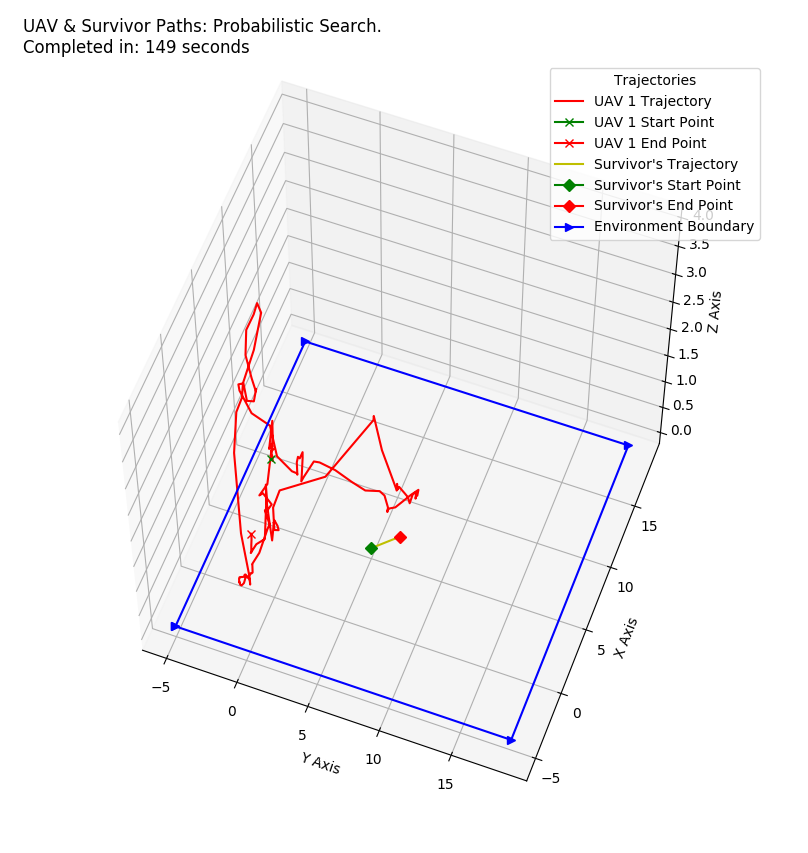 UAV & Survivor Paths: Probabilistic Search.
Completed in: 149 seconds
Trajectories
UAV 1 Trajectory
UAV 1 Start Point
UAV 1 End Point
Survivor's Trajectory
Survivor's Start Point
Survivor's End Point
Environment Boundary
4.0
3.5
3.0
2.5
2.0
1.5
1.0
0.5
0.0
Z Axis
15
10
5
0
−5
X Axis
−5
0
5
10
15
Y Axis